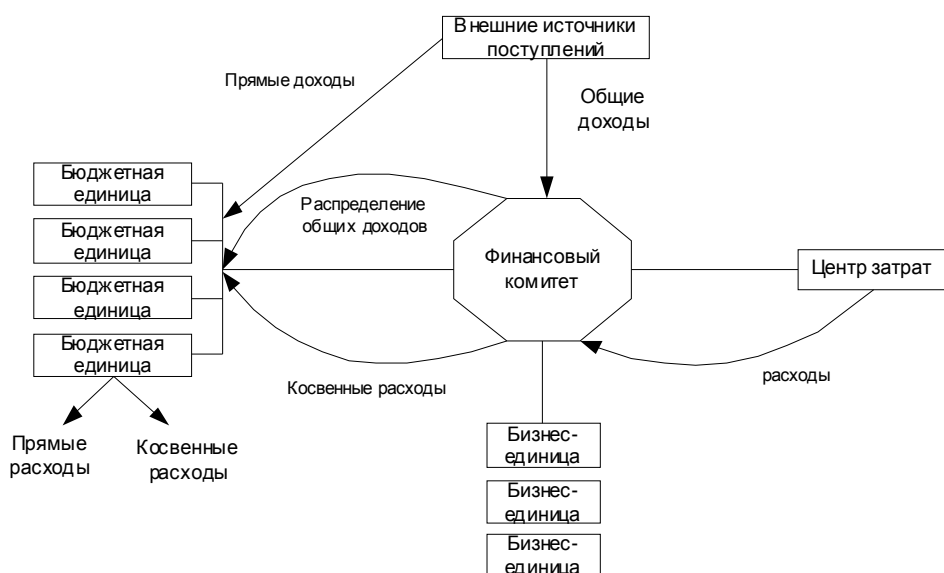 Внешние источники
поступлений
Прямые доходы
Общие
доходы
Бюджетная
единица
Бюджетная
единица
Бюджетная
единица
Бюджетная
единица
Распределение
общих доходов
Финансовый
комитет
Центр затрат
Косвенные расходы
расходы
Прямые
расходы
Косвенные
расходы
Бизнес-
единица
Бизнес-
единица
Бизнес-
единица